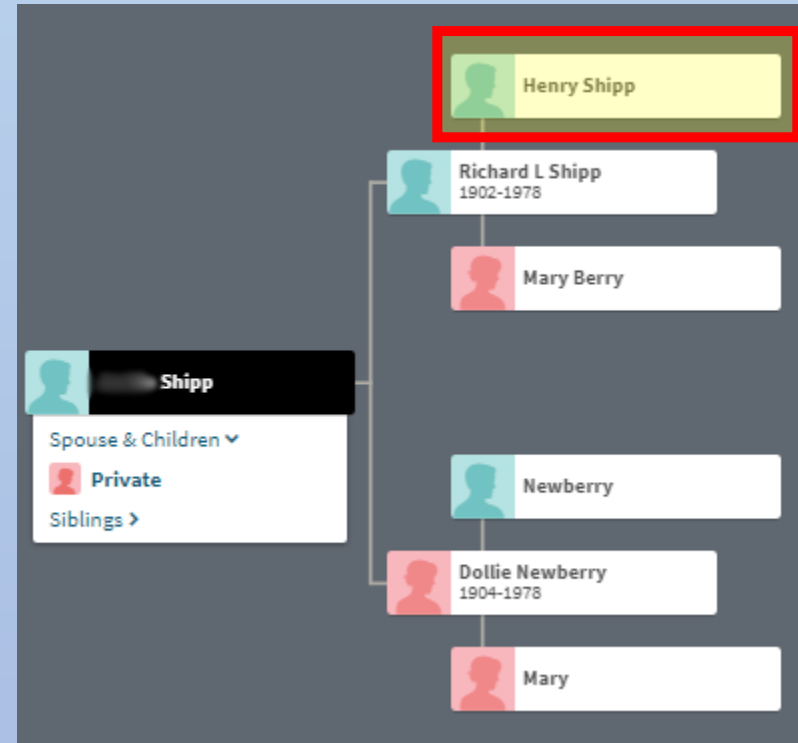 Henry Shipp
Richard L Shipp
1902-1978
Mary Berry
Shipp
Spouse & Children
Private
Siblings
Newberry
Dollie Newberry
1904-1978
Mary